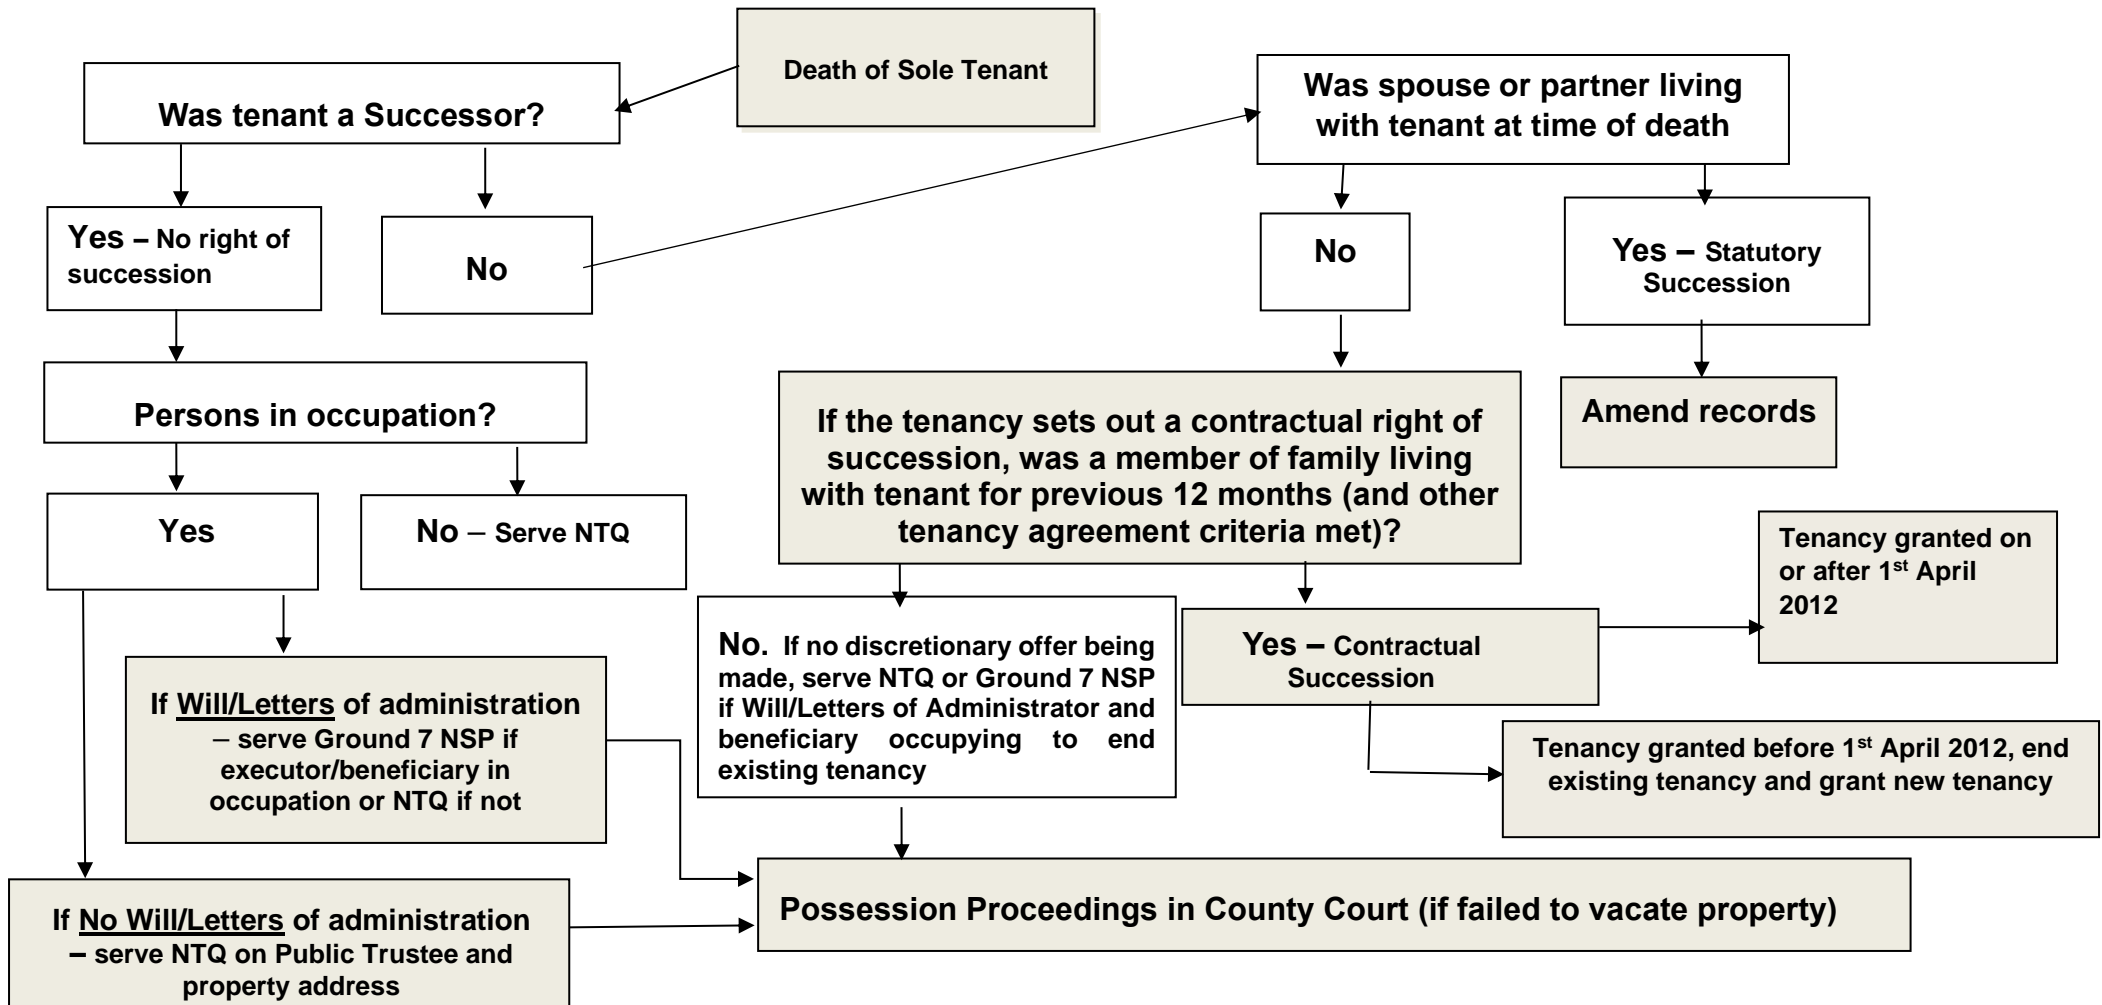 Death of Sole Tenant
Was tenant a Successor?
Was spouse or partner living
with tenant at time of death
Yes – No right of
succession
No
No
Yes – Statutory
Succession
Persons in occupation?
Amend records
If the tenancy sets out a contractual right of
succession, was a member of family living
with tenant for previous 12 months (and other
tenancy agreement criteria met)?
Yes
No – Serve NTQ
Tenancy granted on
or after 1st April
2012
No. If no discretionary offer being
made, serve NTQ or Ground 7 NSP
if Will/Letters of Administrator and
beneficiary occupying to end
existing tenancy
Yes – Contractual
Succession
If Will/Letters of administration
– serve Ground 7 NSP if
executor/beneficiary in
occupation or NTQ if not
Tenancy granted before 1st April 2012, end
existing tenancy and grant new tenancy
Possession Proceedings in County Court (if failed to vacate property)
If No Will/Letters of administration
– serve NTQ on Public Trustee and
property address